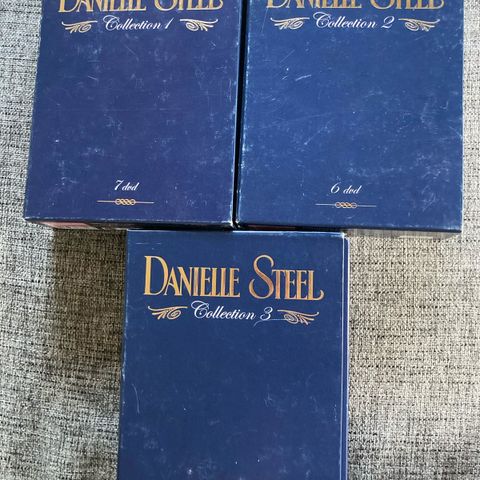 DANIELLE STEEL
Collection 1
7 dvd
DANIELLE STEEL
Collection 2
6 dvd
DANIELLE STEEL
Collection 3